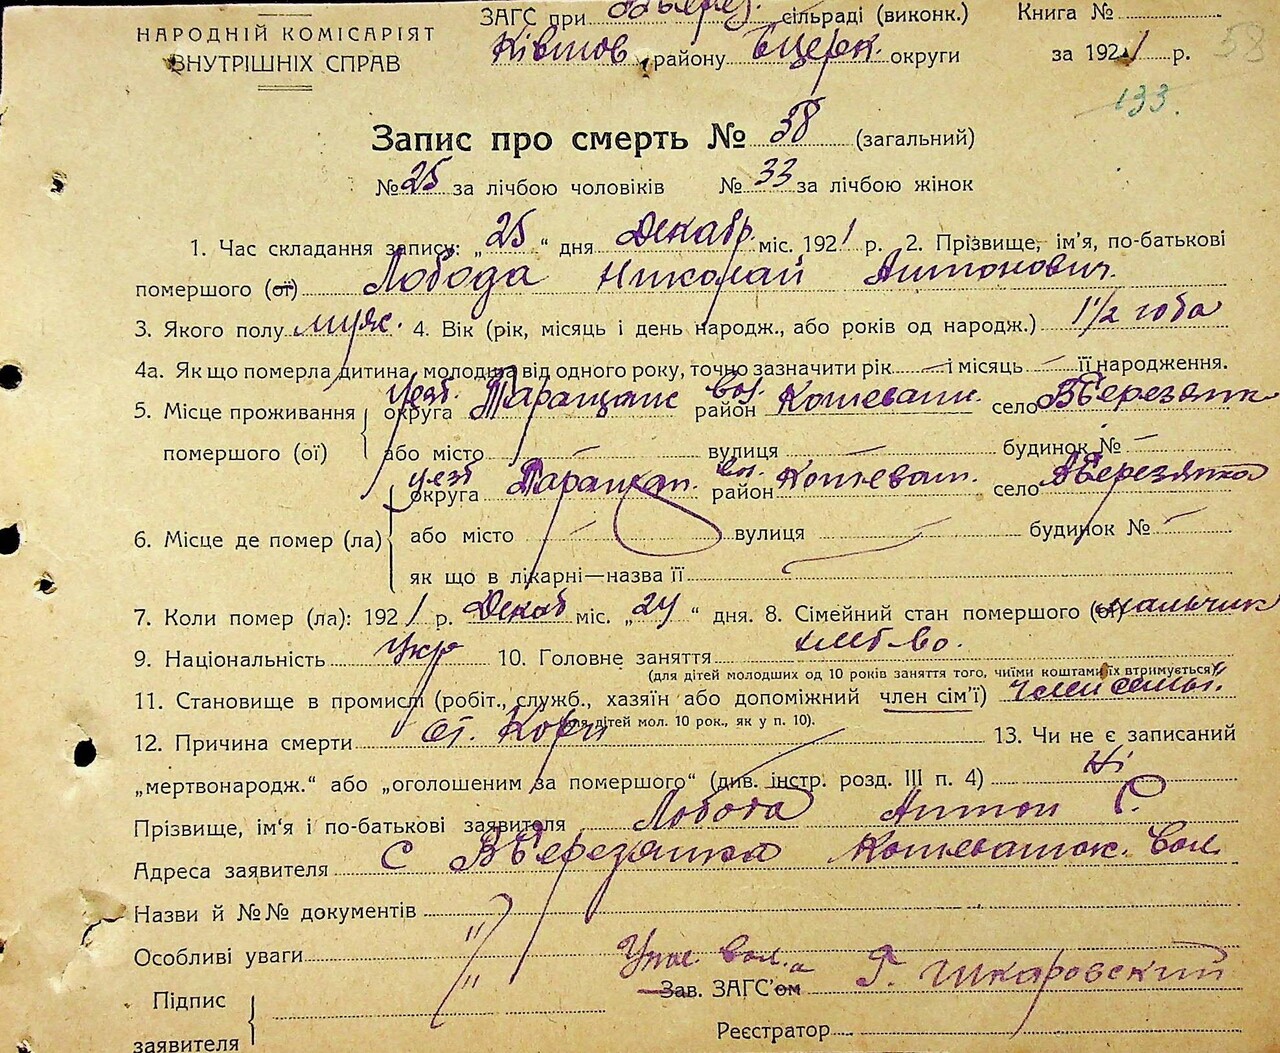 НАРОДНІЙ КОМІСАРІЯТ
ВНУТРІШНІХ СПРАВ
ЗАГС при сільраді (виконк.)
району округи
Книга №
за 1921 р.
58
133.
Запис про смерть № 38 (загальний)
№ 25 за лічбою чоловіків № 33 за лічбою жінок
1. Час складання запису: „25“ дня Декабр. міс. 1921 р. 2. Прізвище, ім'я, по-батькові
помершого (ої) Лобода Николай Антонович.
3. Якого полу муж. 4. Вік (рік, місяць і день народж., або років од народж.) 1 1/2 года
4а. Як що померла дитина, молодша від одного року, точно зазначити рік — і місяць — її народження.
уезд. вол.
5. Місце проживання округа Таращанс район Кошеват. село ВБерезянк
помершого (ої) або місто — вулиця — будинок № —
уезд вол.
округа Таращан. район Кошеват. село ВБерезянка
6. Місце де помер (ла) або місто — вулиця — будинок № —
як що в лікарні—назва її
7. Коли помер (ла): 1921 р. Декаб міс. „24“ дня. 8. Сімейний стан помершого (ої) мальчик
9. Національність Укр 10. Головне заняття хлеб-во.
(для дітей молодших од 10 років заняття того, чиїми коштами їх втримується)
11. Становище в промислі (робіт., служб., хазяїн або допоміжний член сім'ї) член семьи.
(для дітей мол. 10 рок., як у п. 10).
12. Причина смерти от. Корі 13. Чи не є записаний
„мертвонародж.“ або „оголошеним за помершого“ (див. інстр. розд. III п. 4) Ні
Прізвище, ім'я і по-батькові заявителя Лобода Антон Г.
Адреса заявителя С ВБерезянка Кошеватск. Вол.
Назви й №№ документів "
Особливі уваги "
Підпис
заявителя
вол.
Зав. ЗАГС'ом Г. Шкаровский
Реєстратор